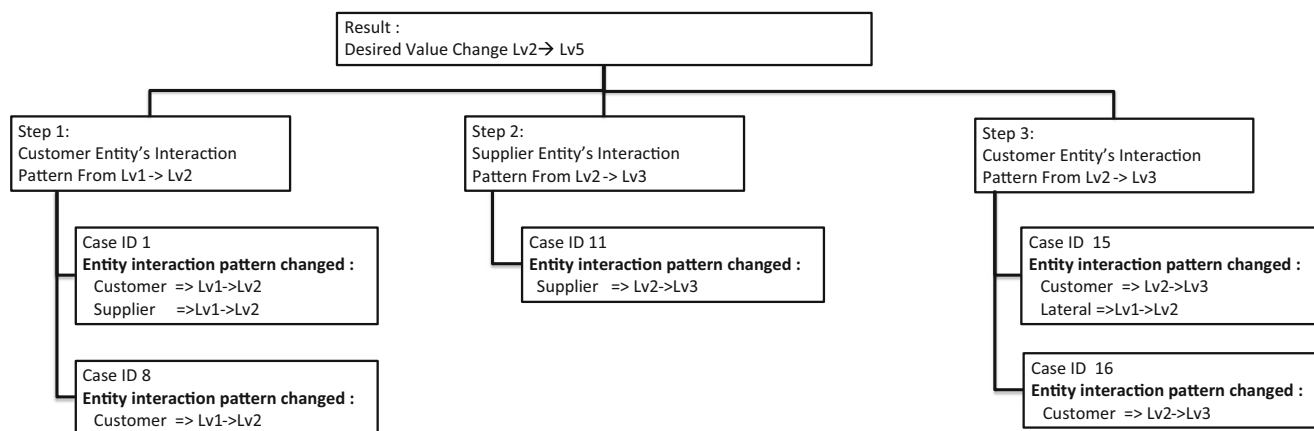 Result :
Desired Value Change Lv2→ Lv5
Step 1:
Customer Entity's Interaction
Pattern From Lv1 -> Lv2
Step 2:
Supplier Entity's Interaction
Pattern From Lv2 -> Lv3
Step 3:
Customer Entity's Interaction
Pattern From Lv2 -> Lv3
Case ID 1
Entity interaction pattern changed :
Customer => Lv1->Lv2
Supplier =>Lv1->Lv2
Case ID 8
Entity interaction pattern changed :
Customer => Lv1->Lv2
Case ID 11
Entity interaction pattern changed :
Supplier => Lv2->Lv3
Case ID 15
Entity interaction pattern changed :
Customer => Lv2->Lv3
Lateral =>Lv1->Lv2
Case ID 16
Entity interaction pattern changed :
Customer => Lv2->Lv3